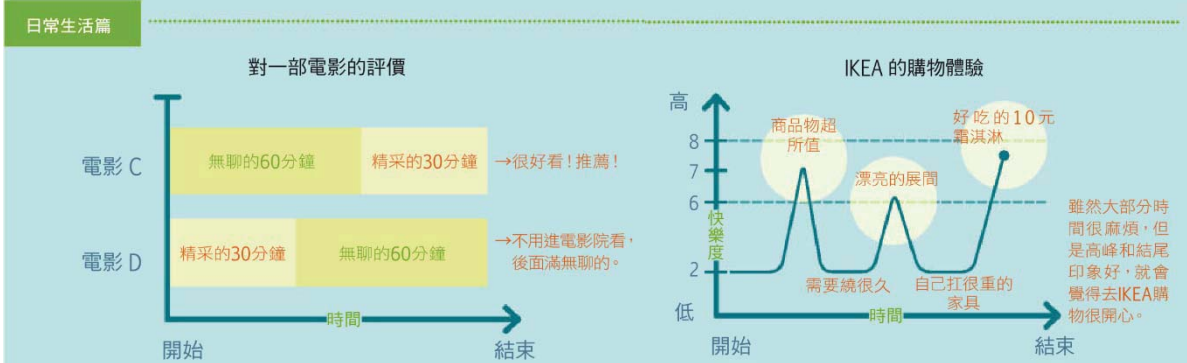 日常生活篇
對一部電影的評價
電影 C
無聊的60分鐘
精采的30分鐘
→很好看！推薦！
電影 D
精采的30分鐘
無聊的60分鐘
→不用進電影院看，
後面滿無聊的。
時間
開始
結束
IKEA 的購物體驗
高
8
7
6
2
低
快樂度
商品物超
所值
漂亮的展間
好吃的10元
霜淇淋
需要繞很久
自己扛很重的
家具
時間
開始
結束
雖然大部分時
間很麻煩，但
是高峰和結尾
印象好，就會
覺得去IKEA購
物很開心。